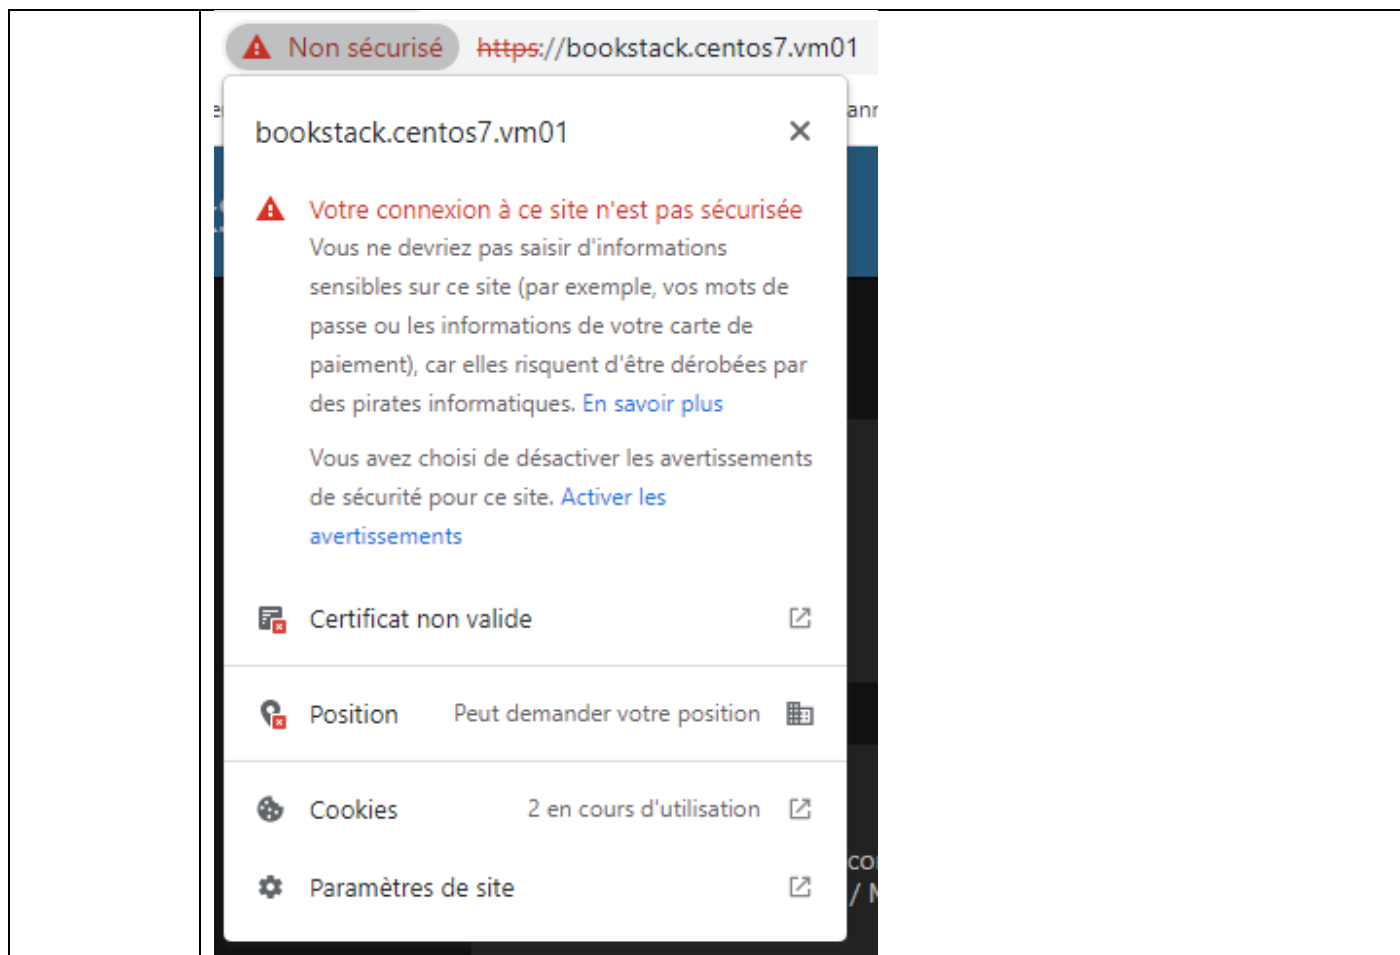 Non sécurisé https://bookstack.centos7.vm01
bookstack.centos7.vm01
Votre connexion à ce site n'est pas sécurisée
Vous ne devriez pas saisir d'informations
sensibles sur ce site (par exemple, vos mots de
passe ou les informations de votre carte de
paiement), car elles risquent d'être dérobées par
des pirates informatiques. En savoir plus
Vous avez choisi de désactiver les avertissements
de sécurité pour ce site. Activer les
avertissements
Certificat non valide
Position Peut demander votre position
Cookies 2 en cours d'utilisation
Paramètres de site